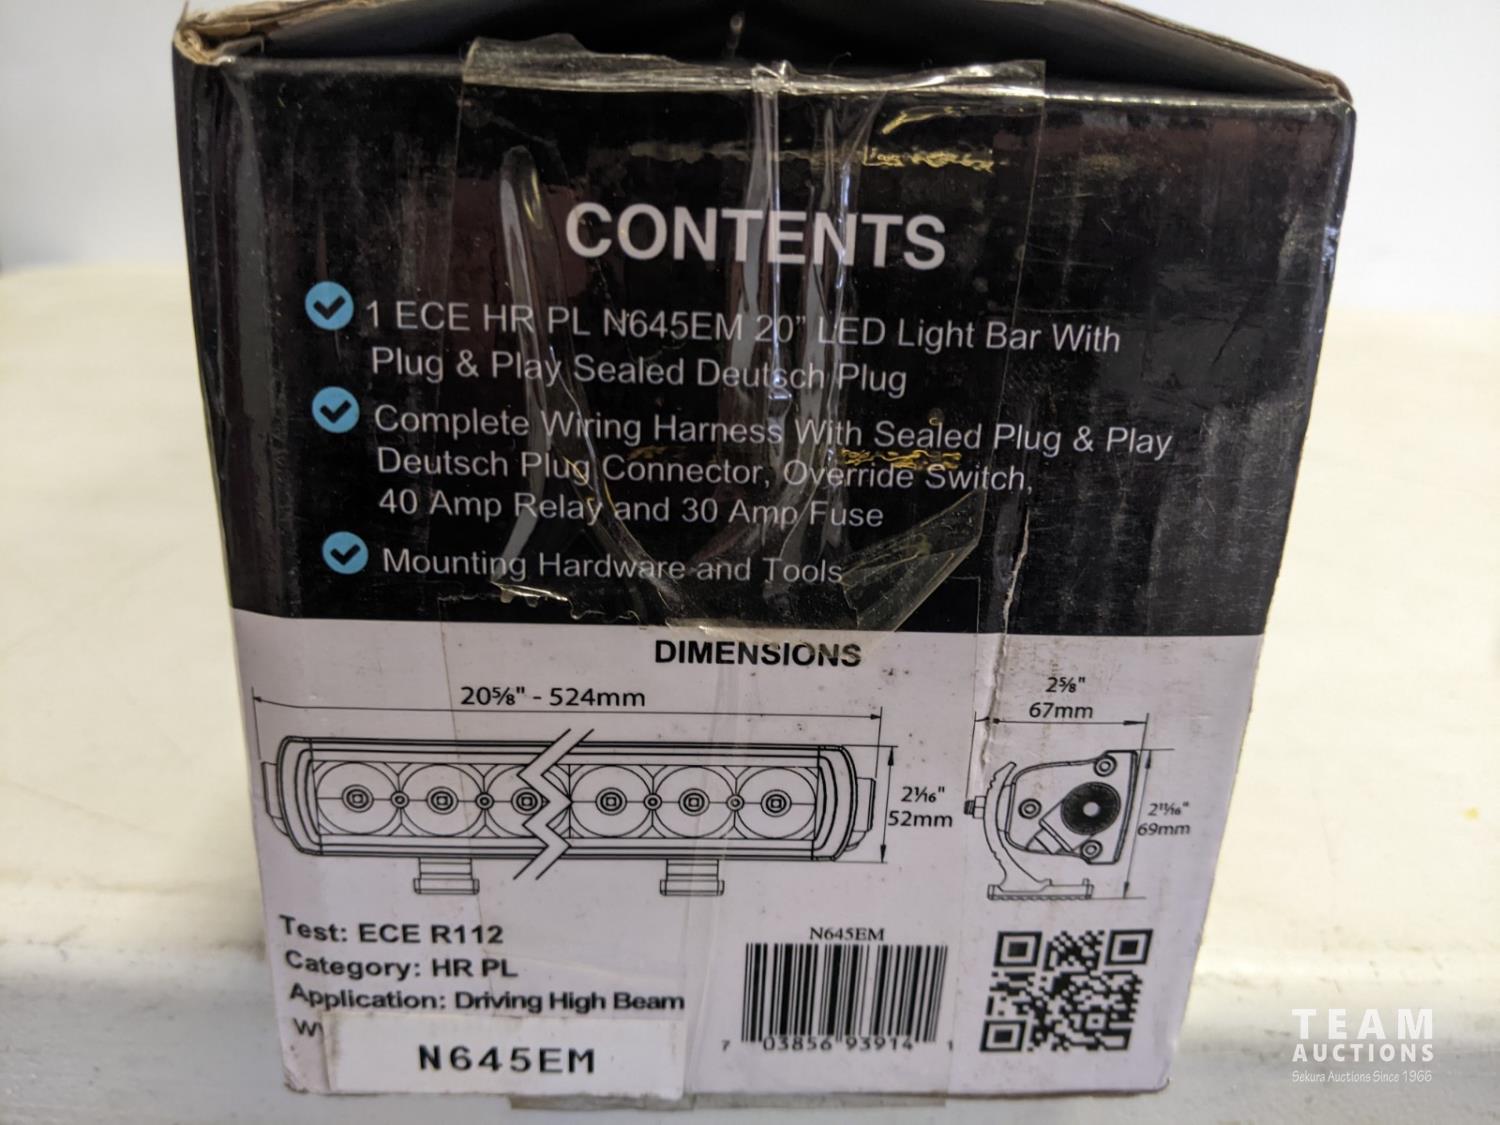 CONTENTS
1 ECE HR PL N645EM 20” LED Light Bar With
Plug & Play Sealed Deutsch Plug
Complete Wiring Harness With Sealed Plug & Play
Deutsch Plug Connector, Override Switch,
40 Amp Relay and 30 Amp Fuse
Mounting Hardware and Tools
DIMENSIONS
20⅝" - 524mm
2⅝"
67mm
2¹⁄₁₆"
52mm
2¹¹⁄₁₆"
69mm
Test: ECE R112
Category: HR PL
Application: Driving High Beam
N645EM
N645EM
7 03856 93914 1
TEAM
AUCTIONS
Sekura Auctions Since 1966